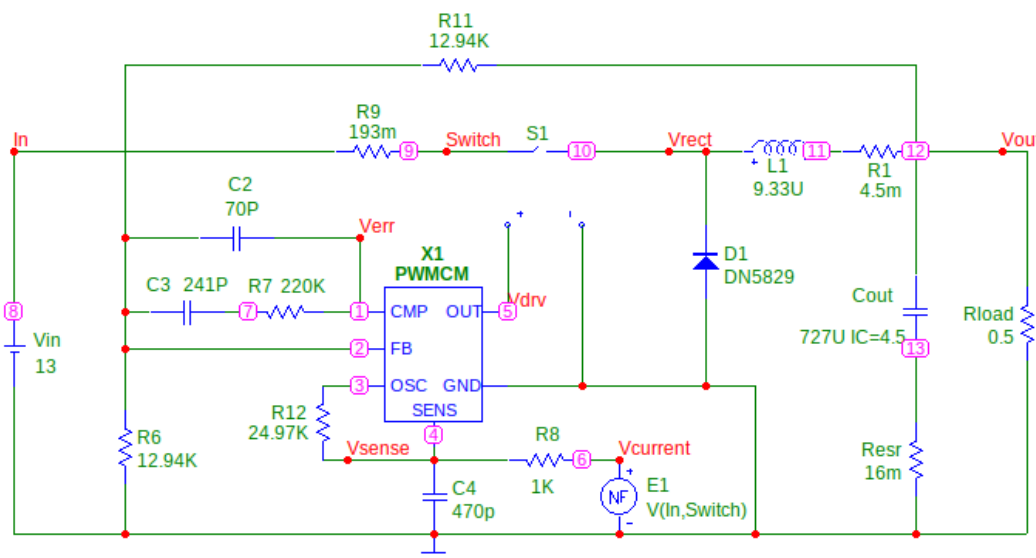 R11
12.94K
In
R9
193m
9
Switch
S1
10
Vrect
L1
9.33U
11
R1
4.5m
12
Vou
C2
70P
Verr
X1
PWMCM
D1
DN5829
C3 241P
7
R7 220K
1
CMP
OUT
5
Vdrv
8
Vin
13
2
FB
Cout
727U IC=4.5
13
Rload
0.5
3
OSC
GND
SENS
4
R12
24.97K
R6
12.94K
Vsense
R8
1K
6
Vcurrent
C4
470p
NF
E1
V(In,Switch)
Resr
16m